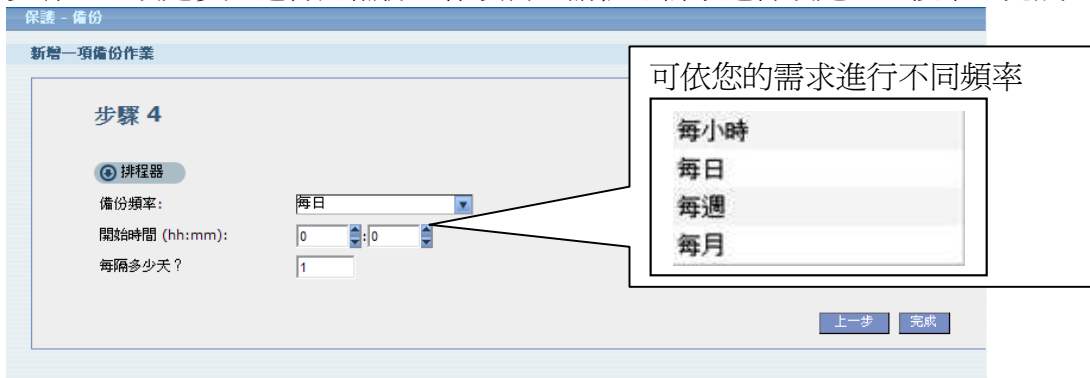 保護 - 備份
新增一項備份作業
步驟 4
排程器
備份頻率:
每日
開始時間 (hh:mm):
0 : 0
每隔多少天？
1
上一步
完成
可依您的需求進行不同頻率
每小時
每日
每週
每月